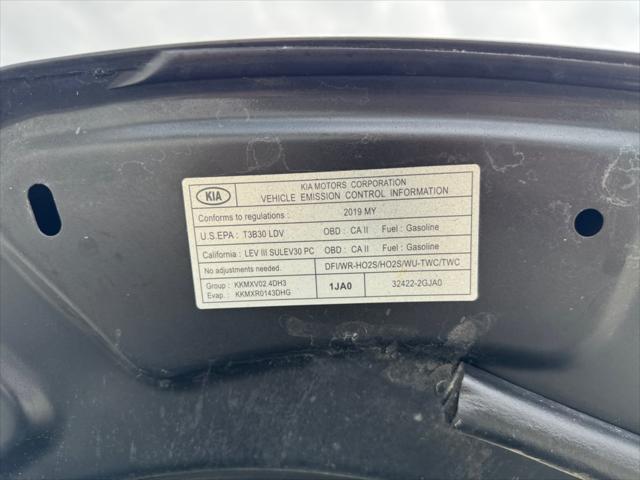 KIA
KIA MOTORS CORPORATION
VEHICLE EMISSION CONTROL INFORMATION
Conforms to regulations : 2019 MY
U.S.EPA : T3B30 LDV OBD : CA II Fuel : Gasoline
California : LEV III SULEV30 PC OBD : CA II Fuel : Gasoline
No adjustments needed. DFI/WR-HO2S/HO2S/WU-TWC/TWC
Group : KKMXV02.4DH3
Evap. : KKMXR0143DHG
1JA0 32422-2GJA0